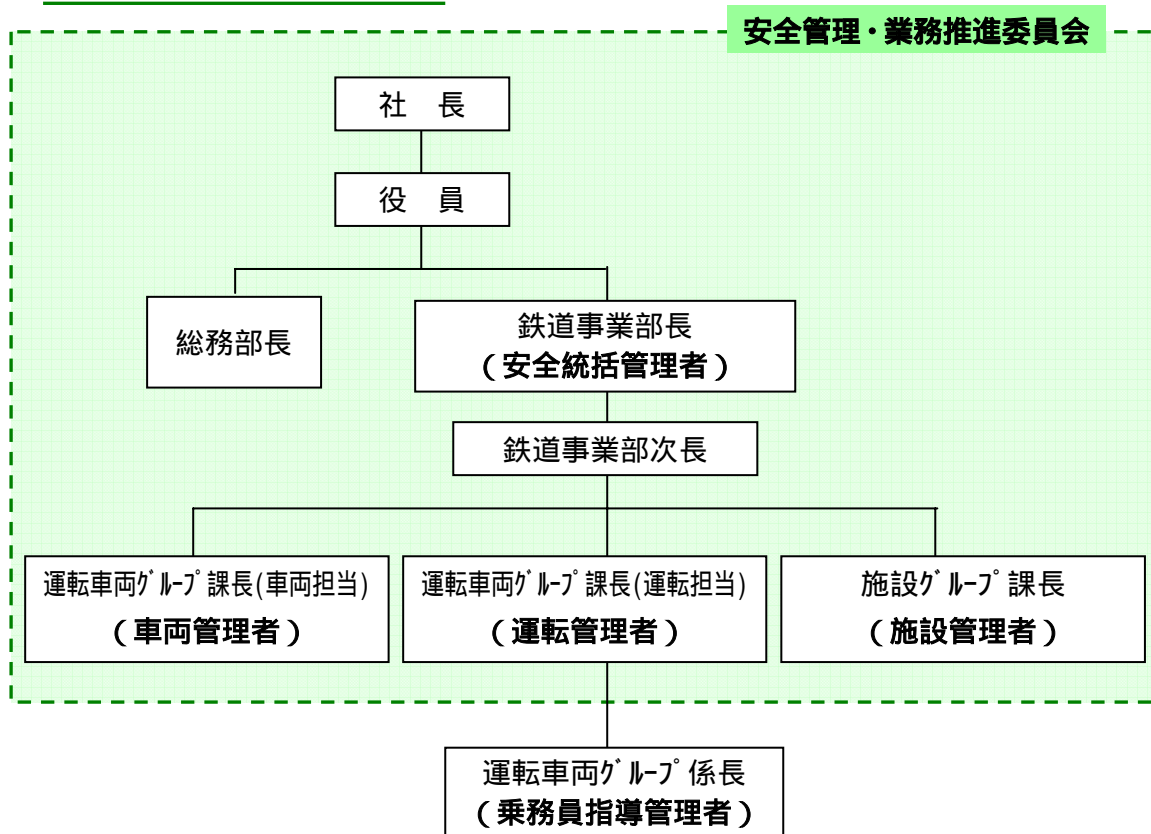 安全管理・業務推進委員会
社　長
役　員
総務部長
鉄道事業部長
（安全統括管理者）
鉄道事業部次長
運転車両ｸﾞﾙｰﾌﾟ課長(車両担当)
（車両管理者）
運転車両ｸﾞﾙｰﾌﾟ課長(運転担当)
（運転管理者）
施設ｸﾞﾙｰﾌﾟ課長
（施設管理者）
運転車両ｸﾞﾙｰﾌﾟ係長
（乗務員指導管理者）